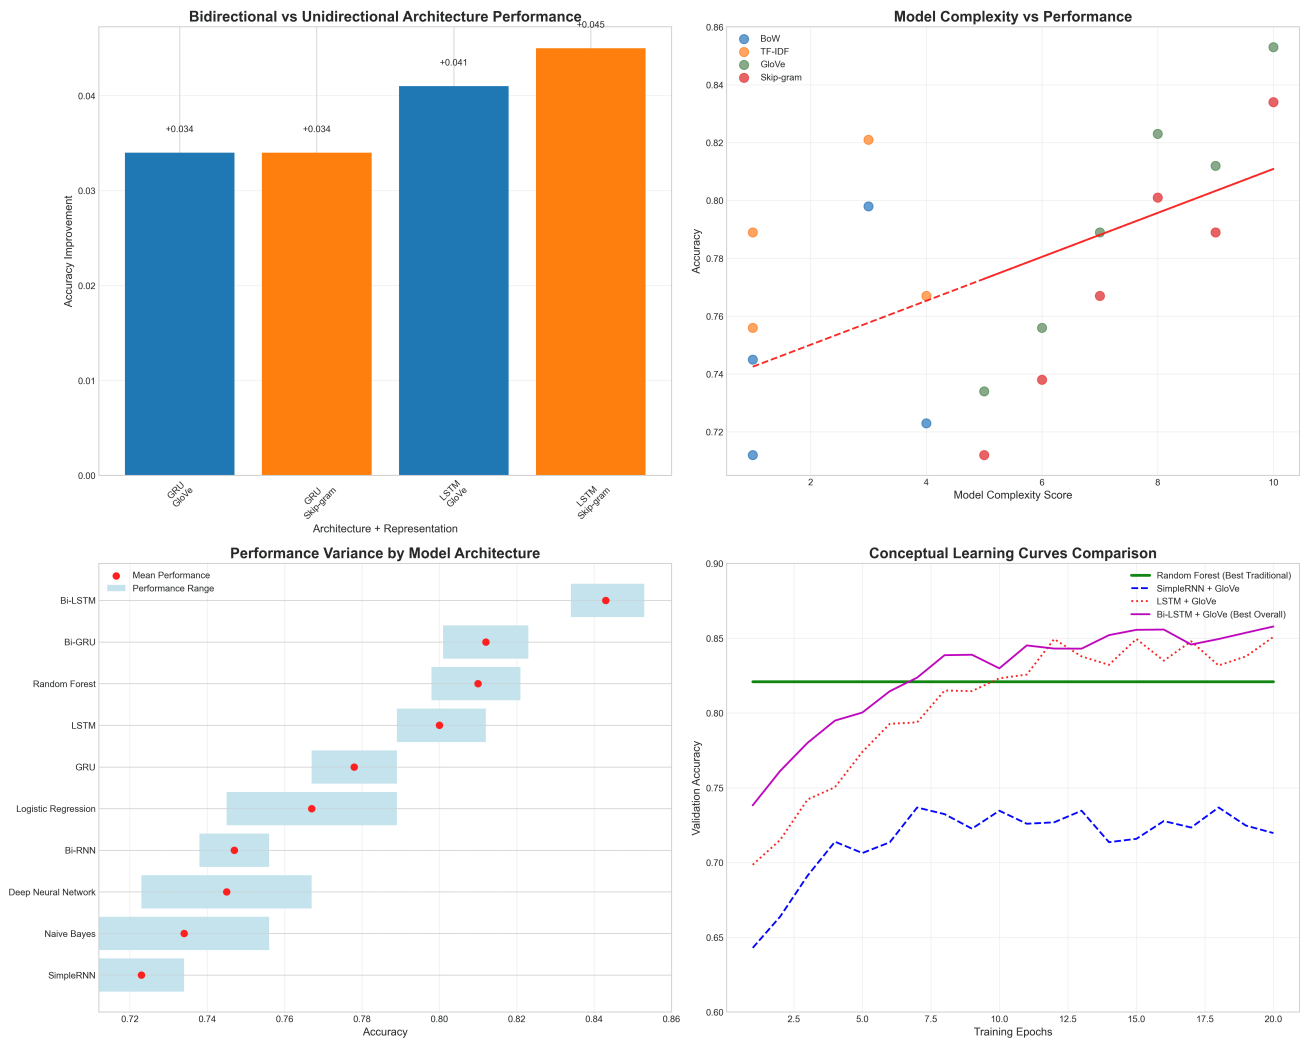 Bidirectional vs Unidirectional Architecture Performance
+0.045
+0.041
+0.034
+0.034
0.04
0.03
0.02
0.01
0.00
Accuracy Improvement
GRU
GloVe
GRU
Skip-gram
LSTM
GloVe
LSTM
Skip-gram
Architecture + Representation
Model Complexity vs Performance
BoW
TF-IDF
GloVe
Skip-gram
0.86
0.84
0.82
0.80
0.78
0.76
0.74
0.72
Accuracy
2
4
6
8
10
Model Complexity Score
Performance Variance by Model Architecture
Mean Performance
Performance Range
Bi-LSTM
Bi-GRU
Random Forest
LSTM
GRU
Logistic Regression
Bi-RNN
Deep Neural Network
Naive Bayes
SimpleRNN
0.72
0.74
0.76
0.78
0.80
0.82
0.84
0.86
Accuracy
Conceptual Learning Curves Comparison
Random Forest (Best Traditional)
SimpleRNN + GloVe
LSTM + GloVe
Bi-LSTM + GloVe (Best Overall)
0.90
0.85
0.80
0.75
0.70
0.65
0.60
Validation Accuracy
2.5
5.0
7.5
10.0
12.5
15.0
17.5
20.0
Training Epochs